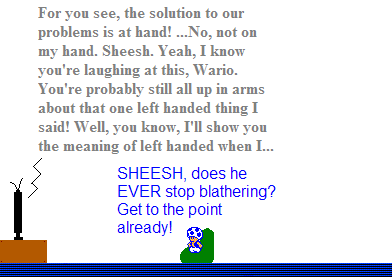 For you see, the solution to our
problems is at hand! ...No, not on
my hand. Sheesh. Yeah, I know
you're laughing at this, Wario.
You're probably still all up in arms
about that one left handed thing I
said! Well, you know, I'll show you
the meaning of left handed when I...
SHEESH, does he
EVER stop blathering?
Get to the point
already!